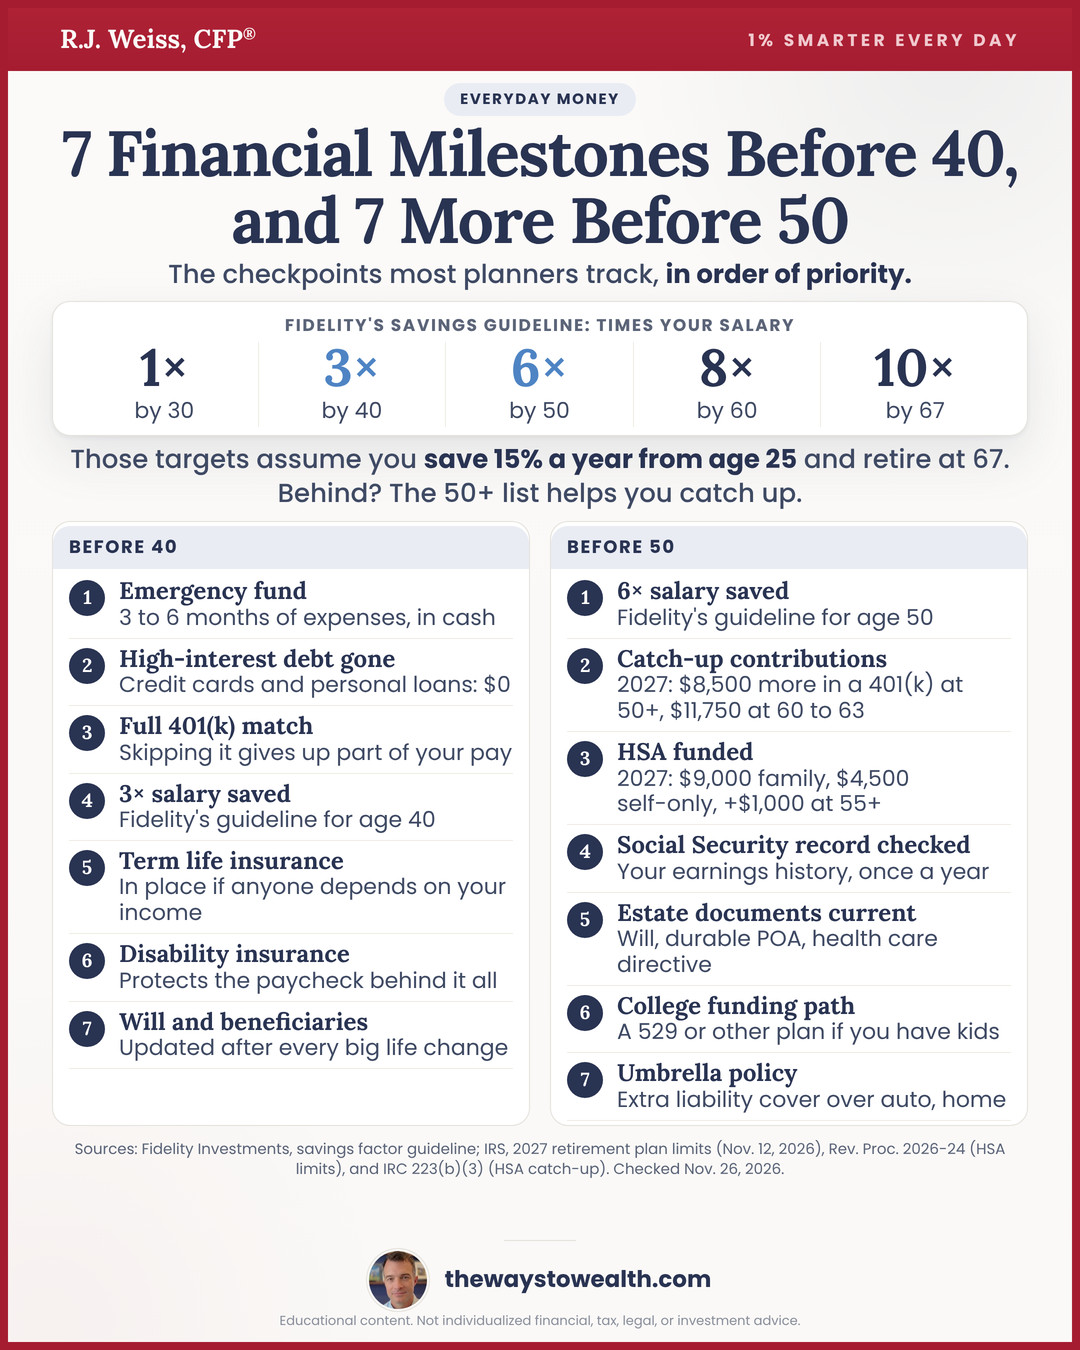 R.J. Weiss, CFP®
1% SMARTER EVERY DAY
EVERYDAY MONEY
7 Financial Milestones Before 40,
and 7 More Before 50
The checkpoints most planners track, in order of priority.
FIDELITY'S SAVINGS GUIDELINE: TIMES YOUR SALARY
1×
by 30
3×
by 40
6×
by 50
8×
by 60
10×
by 67
Those targets assume you save 15% a year from age 25 and retire at 67.
Behind? The 50+ list helps you catch up.
BEFORE 40
1
Emergency fund
3 to 6 months of expenses, in cash
2
High-interest debt gone
Credit cards and personal loans: $0
3
Full 401(k) match
Skipping it gives up part of your pay
4
3× salary saved
Fidelity's guideline for age 40
5
Term life insurance
In place if anyone depends on your
income
6
Disability insurance
Protects the paycheck behind it all
7
Will and beneficiaries
Updated after every big life change
BEFORE 50
1
6× salary saved
Fidelity's guideline for age 50
2
Catch-up contributions
2027: $8,500 more in a 401(k) at
50+, $11,750 at 60 to 63
3
HSA funded
2027: $9,000 family, $4,500
self-only, +$1,000 at 55+
4
Social Security record checked
Your earnings history, once a year
5
Estate documents current
Will, durable POA, health care
directive
6
College funding path
A 529 or other plan if you have kids
7
Umbrella policy
Extra liability cover over auto, home
Sources: Fidelity Investments, savings factor guideline; IRS, 2027 retirement plan limits (Nov. 12, 2026), Rev. Proc. 2026-24 (HSA
limits), and IRC 223(b)(3) (HSA catch-up). Checked Nov. 26, 2026.
thewaystowealth.com
Educational content. Not individualized financial, tax, legal, or investment advice.